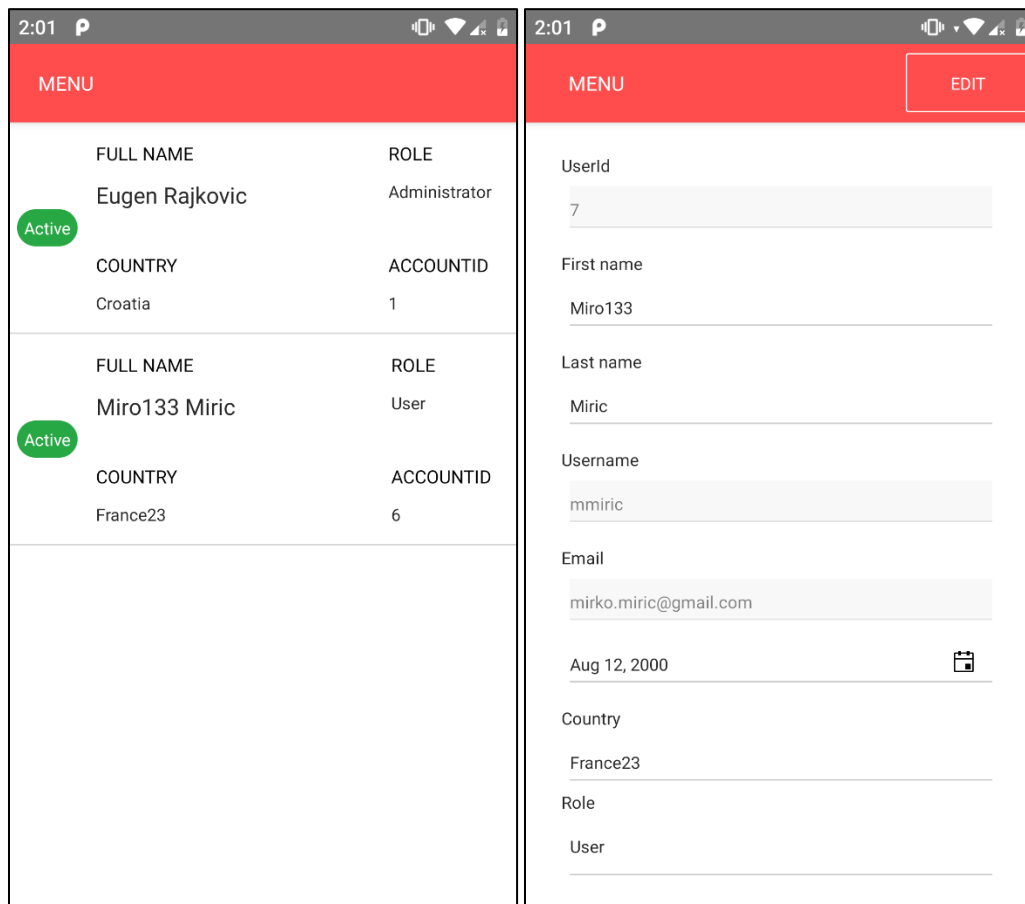 2:01
MENU
FULL NAME ROLE
Eugen Rajkovic Administrator
Active
COUNTRY ACCOUNTID
Croatia 1
FULL NAME ROLE
Miro133 Miric User
Active
COUNTRY ACCOUNTID
France23 6
2:01
MENU EDIT
UserId
7
First name
Miro133
Last name
Miric
Username
mmiric
Email
mirko.miric@gmail.com
Aug 12, 2000
Country
France23
Role
User